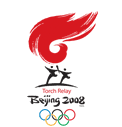 Torch Relay
Beijing 2008